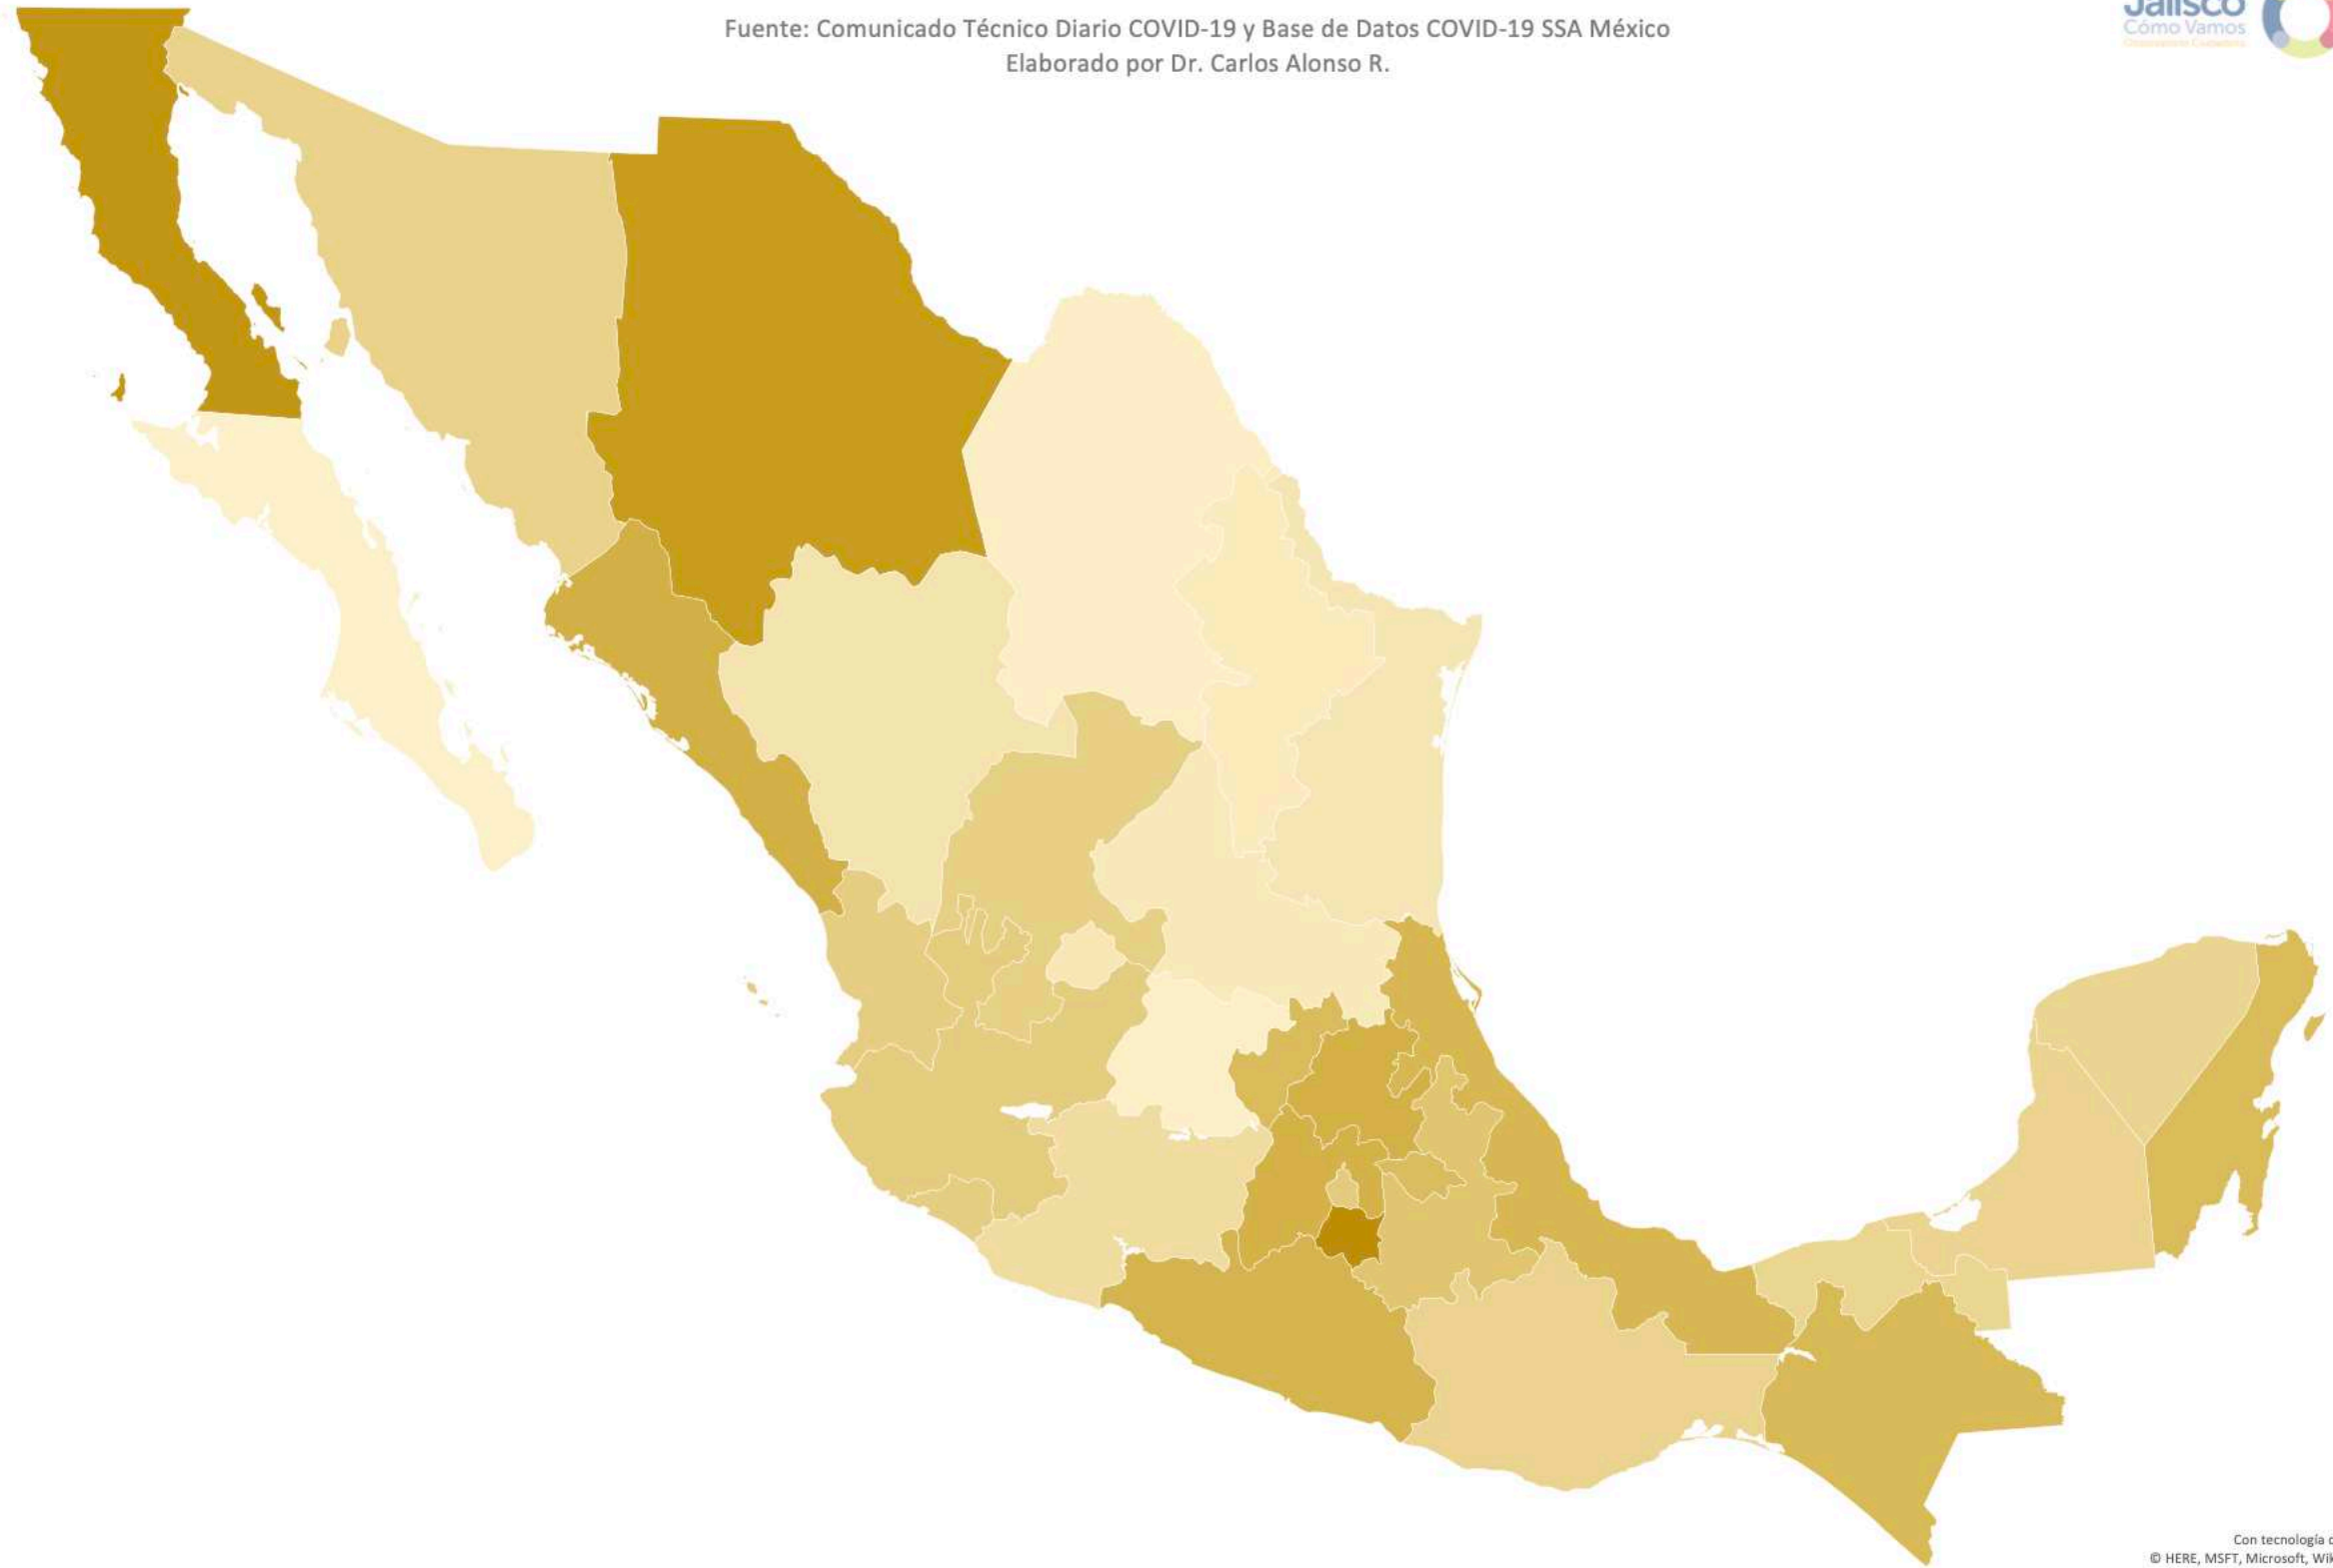 Fuente: Comunicado Técnico Diario COVID-19 y Base de Datos COVID-19 SSA México
Elaborado por Dr. Carlos Alonso R.
Jalisco
Cómo Vamos
Con tecnología
© HERE, MSFT, Microsoft,